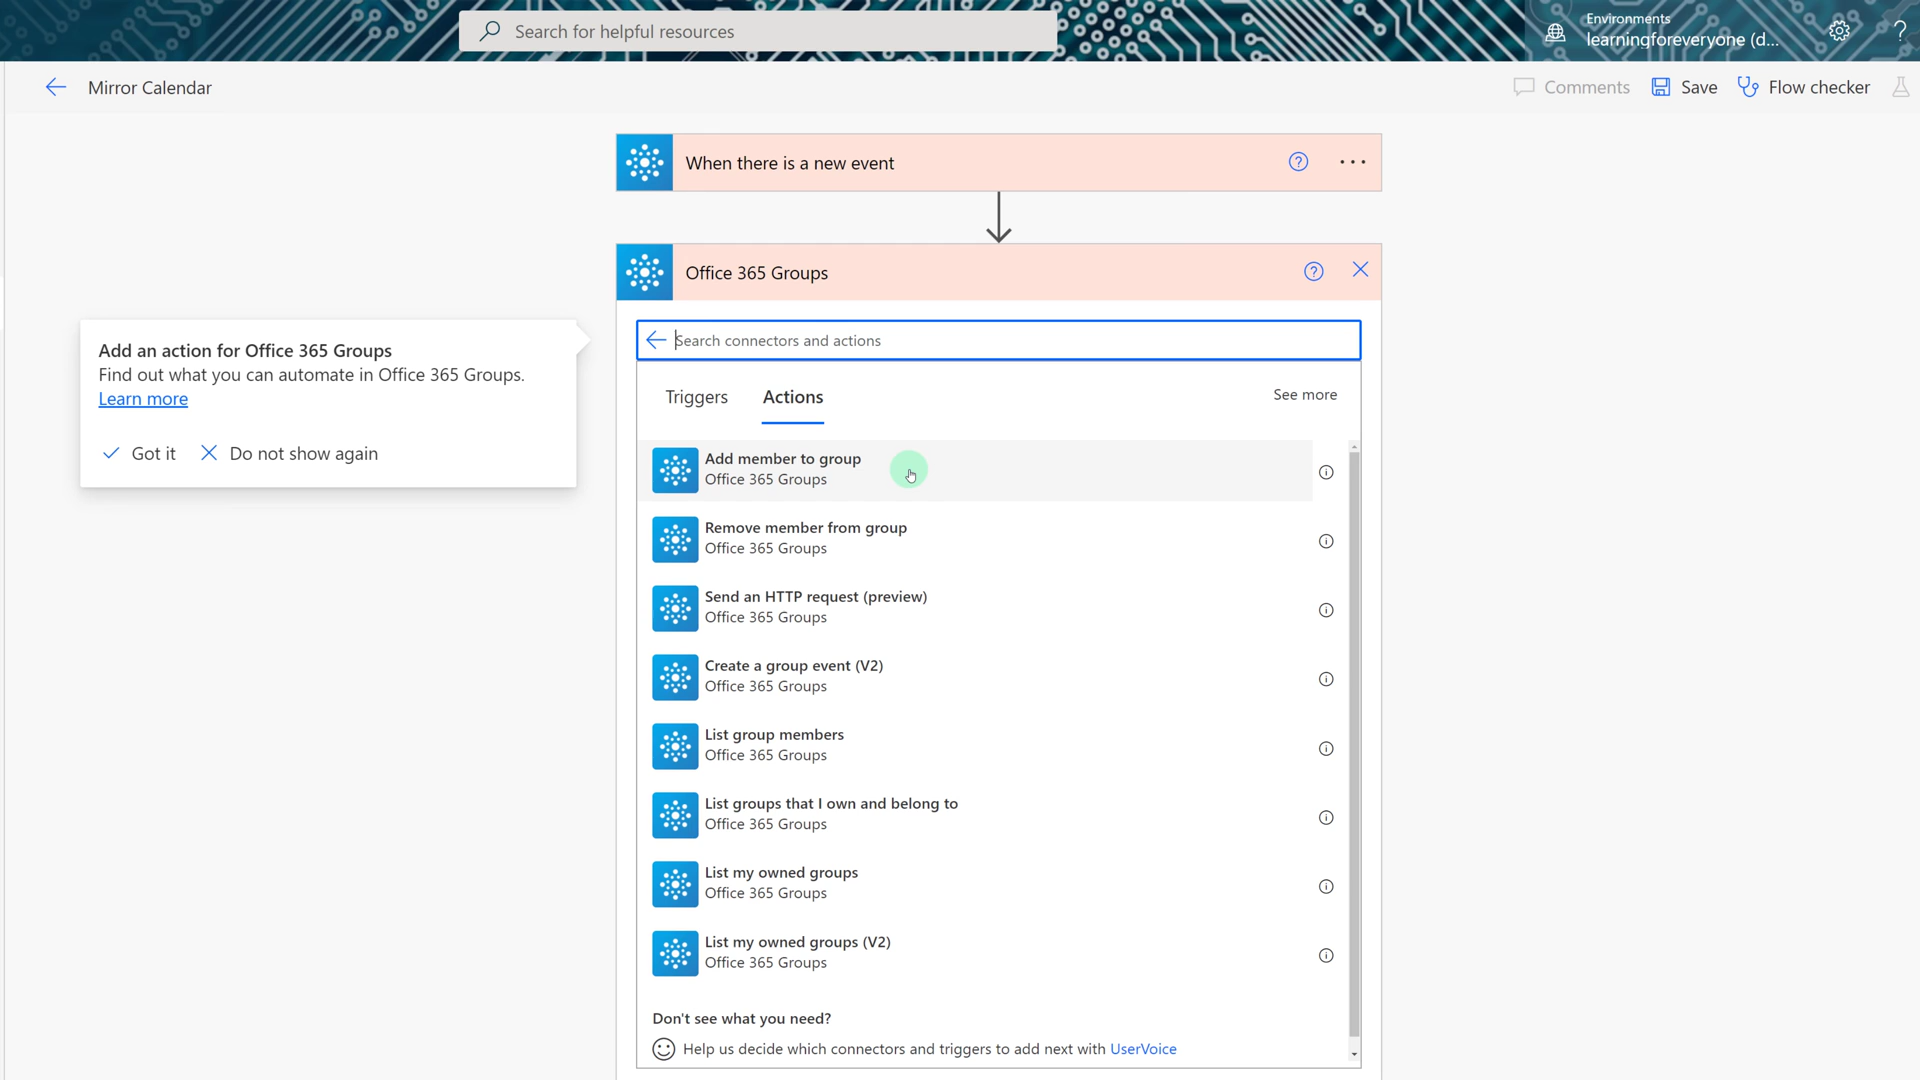 Search for helpful resources
Environments
learningforeveryone (d...
?
Mirror Calendar
Comments
Save
Flow checker
When there is a new event
?
Office 365 Groups
?
Add an action for Office 365 Groups
Find out what you can automate in Office 365 Groups.
Learn more
Got it
Do not show again
Search connectors and actions
Triggers
Actions
See more
Add member to group
Office 365 Groups
Remove member from group
Office 365 Groups
Send an HTTP request (preview)
Office 365 Groups
Create a group event (V2)
Office 365 Groups
List group members
Office 365 Groups
List groups that I own and belong to
Office 365 Groups
List my owned groups
Office 365 Groups
List my owned groups (V2)
Office 365 Groups
Don't see what you need?
Help us decide which connectors and triggers to add next with UserVoice